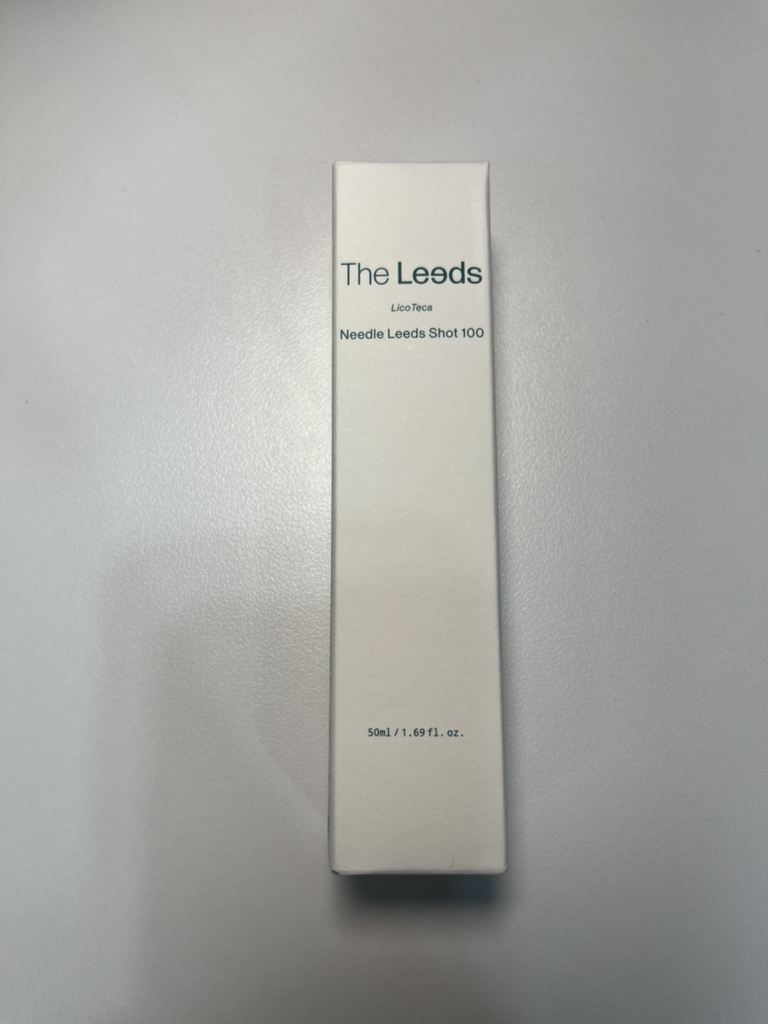 The Leeds
LicoTeca
Needle Leeds Shot 100
50ml / 1.69 fl. oz.